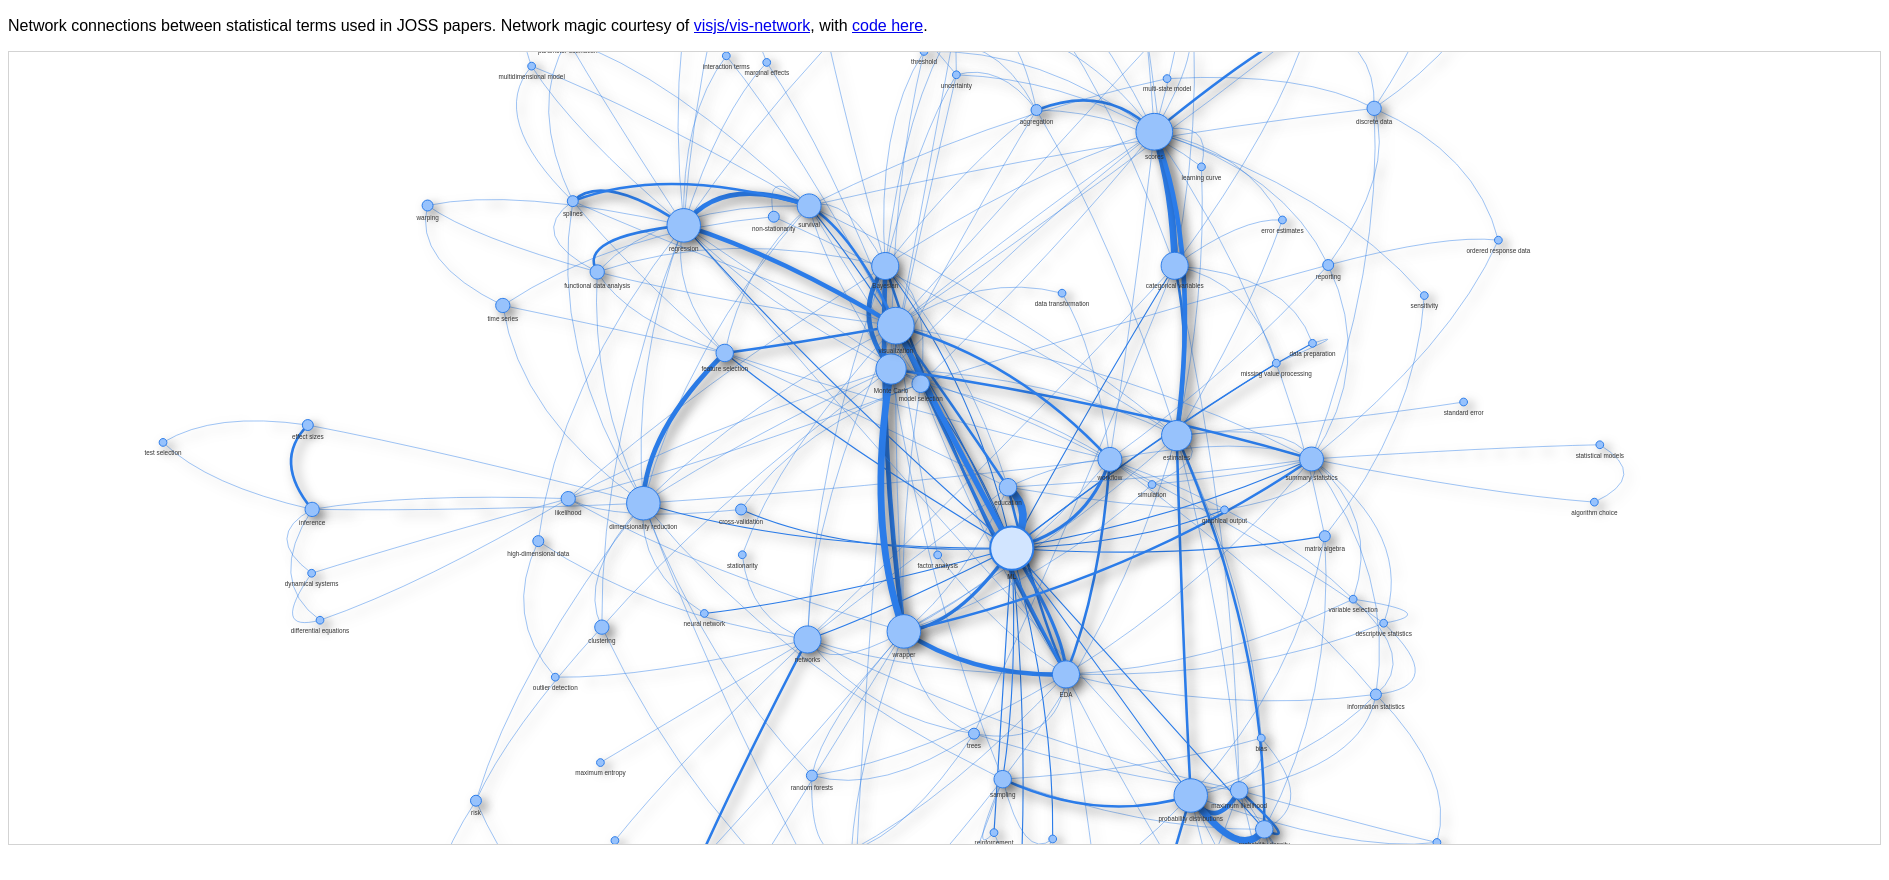 Network connections between statistical terms used in JOSS papers. Network magic courtesy of visjs/vis-network, with code here.
interaction terms
marginal effects
threshold
multidimensional model
uncertainty
multi-state model
aggregation
discrete data
scores
learning curve
splines
warping
non-stationarity
survival
error estimates
regression
ordered response data
functional data analysis
categorical variables
reporting
data transformation
sensitivity
time series
visualization
data preparation
feature selection
missing value processing
Monte Carlo
model selection
standard error
effect sizes
test selection
estimates
statistical models
workflow
summary statistics
simulation
education
likelihood
inference
dimensionality reduction
cross-validation
graphical output
algorithm choice
matrix algebra
high-dimensional data
stationarity
factor analysis
ML
dynamical systems
variable selection
neural network
differential equations
descriptive statistics
clustering
networks
wrapper
outlier detection
EDA
information statistics
trees
bias
maximum entropy
random forests
sampling
maximum likelihood
risk
probability distributions
reinforcement